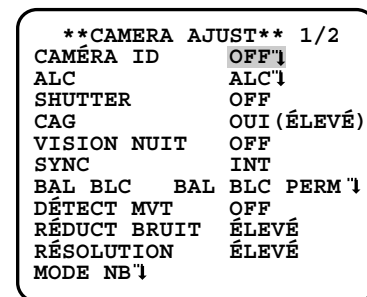 **CAMERA AJUST** 1/2
CAMÉRA ID OFF
ALC ALC
SHUTTER OFF
CAG OUI(ÉLEVÉ)
VISION NUIT OFF
SYNC INT
BAL BLC BAL BLC PERM
DÉTECT MVT OFF
RÉDUCT BRUIT ÉLEVÉ
RÉSOLUTION ÉLEVÉ
MODE NB